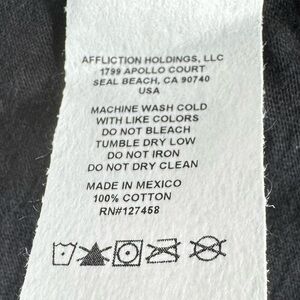 AFFLICTION HOLDINGS, LLC
1799 APOLLO COURT
SEAL BEACH, CA 90740
USA
MACHINE WASH COLD
WITH LIKE COLORS
DO NOT BLEACH
TUMBLE DRY LOW
DO NOT IRON
DO NOT DRY CLEAN
MADE IN MEXICO
100% COTTON
RN#127458